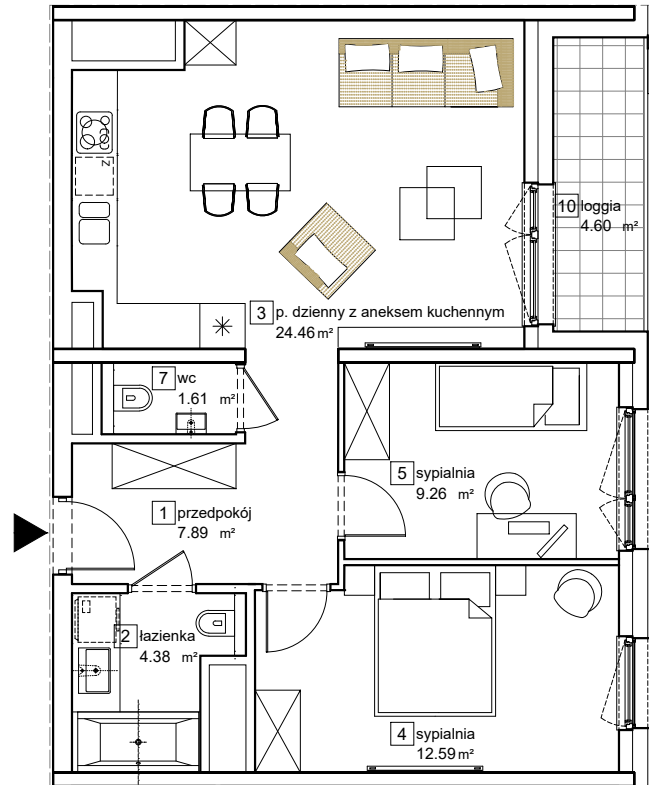 10 loggia
4.60 m²
Z
3 p. dzienny z aneksem kuchennym
24.46 m²
7 wc
1.61 m²
5 sypialnia
9.26 m²
1 przedpokój
7.89 m²
2 łazienka
4.38 m²
4 sypialnia
12.59 m²